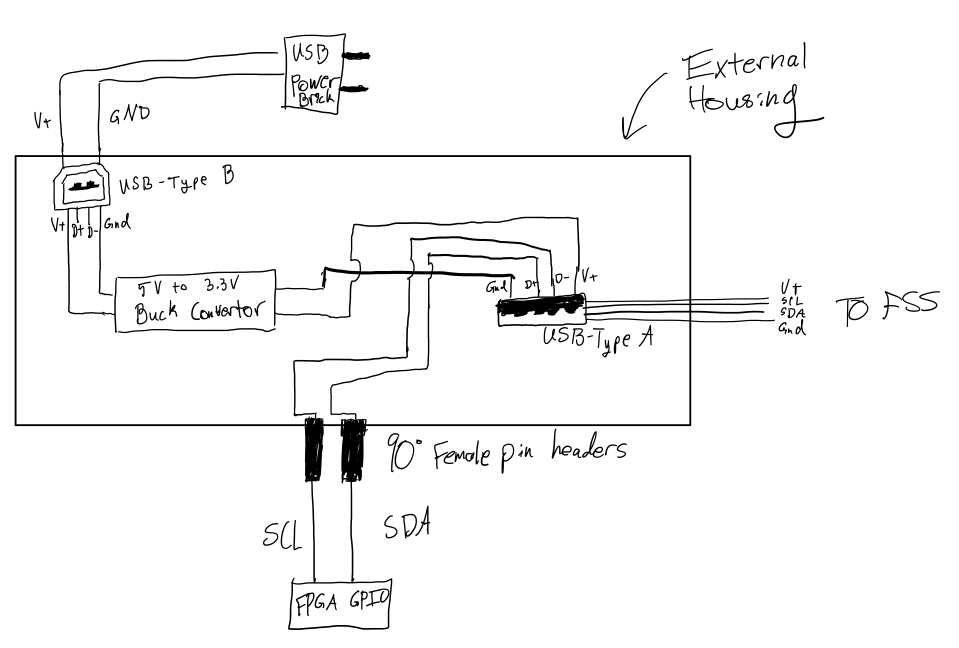 USB
Power
Brick
External
Housing
V+
GND
USB-Type B
V+ D+ D- Gnd
5V to 3.3V
Buck Convertor
Gnd D+ D- V+
USB-Type A
V+
SCL
SDA
Gnd
TO ASS
90° Female pin headers
SCL
SDA
FPGA GPIO